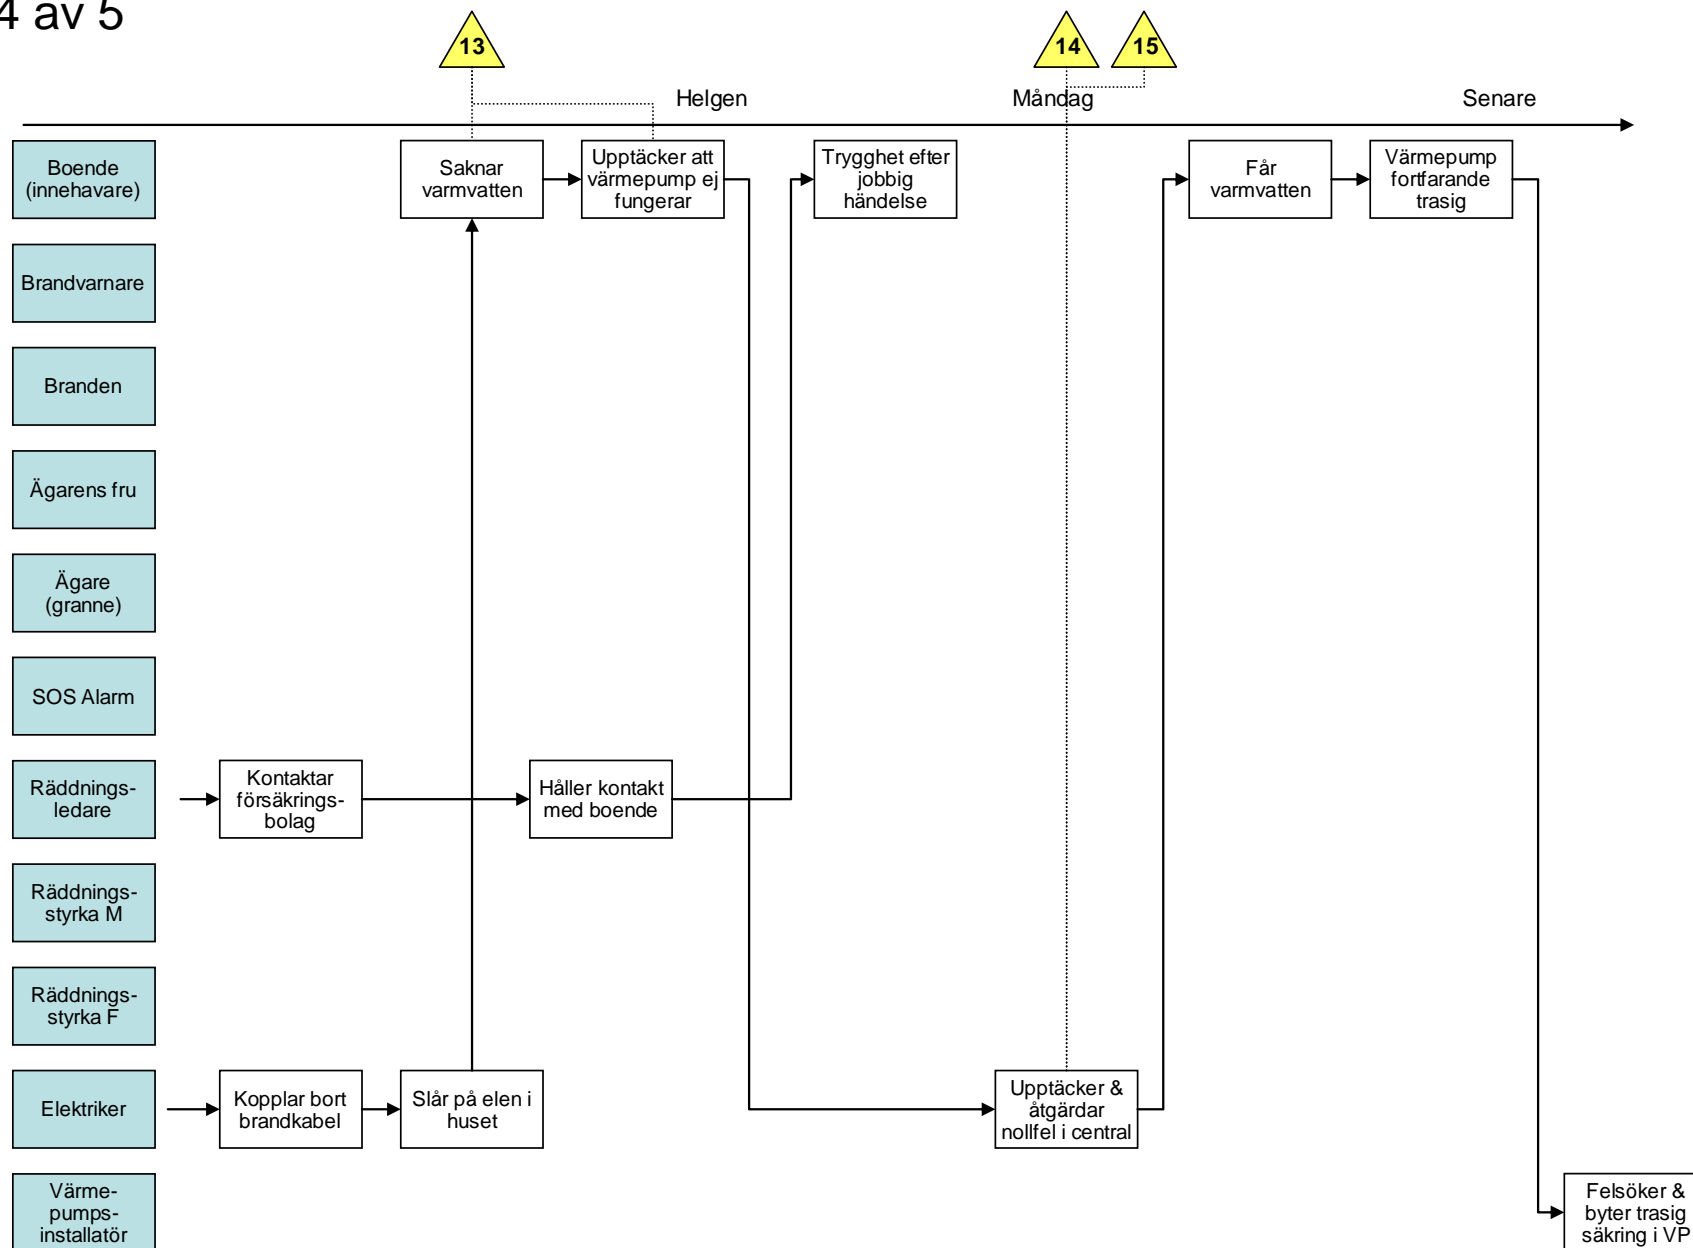 4 av 5
13
14
15
Helgen
Måndag
Senare
Boende
(innehavare)
Saknar
varmvatten
Upptäcker att
värmepump ej
fungerar
Trygghet efter
jobbig
händelse
Får
varmvatten
Värmepump
fortfarande
trasig
Brandvarnare
Branden
Ägarens fru
Ägare
(granne)
SOS Alarm
Räddnings-
ledare
Kontaktar
försäkrings-
bolag
Håller kontakt
med boende
Räddnings-
styrka M
Räddnings-
styrka F
Elektriker
Kopplar bort
brandkabel
Slår på elen i
huset
Upptäcker &
åtgärdar
nollfel i central
Värme-
pumps-
installatör
Felsöker &
byter trasig
säkring i VP